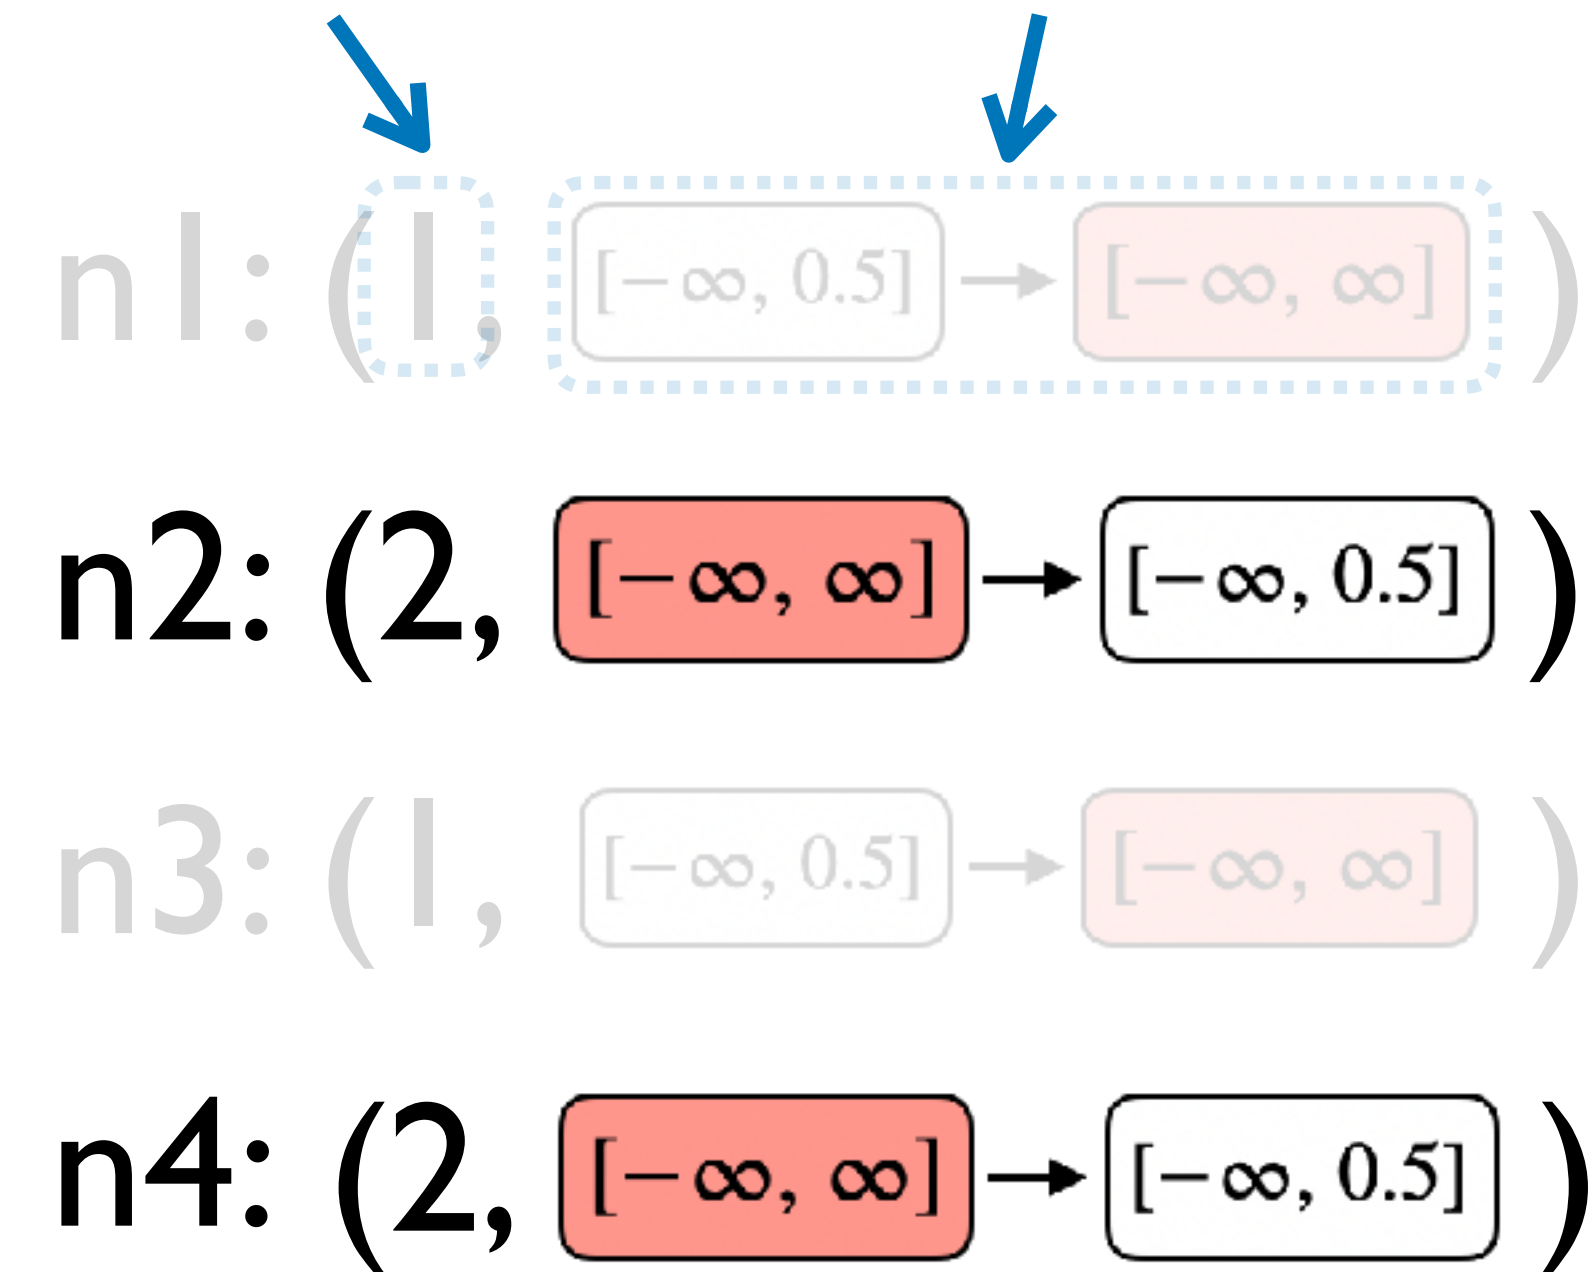 n1: (1, [−∞, 0.5] → [−∞, ∞] )
n2: (2, [−∞, ∞] → [−∞, 0.5] )
n3: (1, [−∞, 0.5] → [−∞, ∞] )
n4: (2, [−∞, ∞] → [−∞, 0.5] )